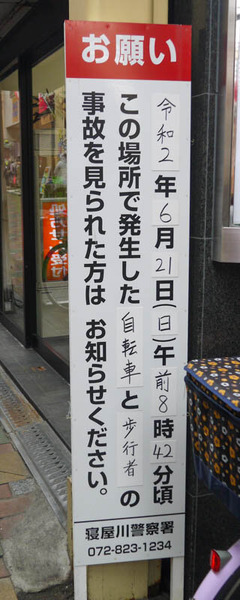 お願い
令和2年6月21日(日)午前8時42分頃
この場所で発生した自転車と歩行者の
事故を見られた方は お知らせください。
寝屋川警察署
072-823-1234